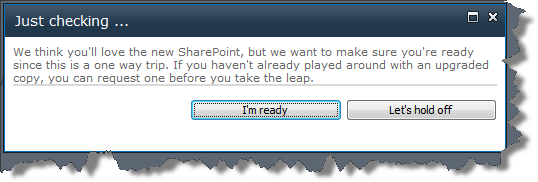 Just checking ...
We think you'll love the new SharePoint, but we want to make sure you're ready
since this is a one way trip. If you haven't already played around with an upgraded
copy, you can request one before you take the leap.
I'm ready
Let's hold off